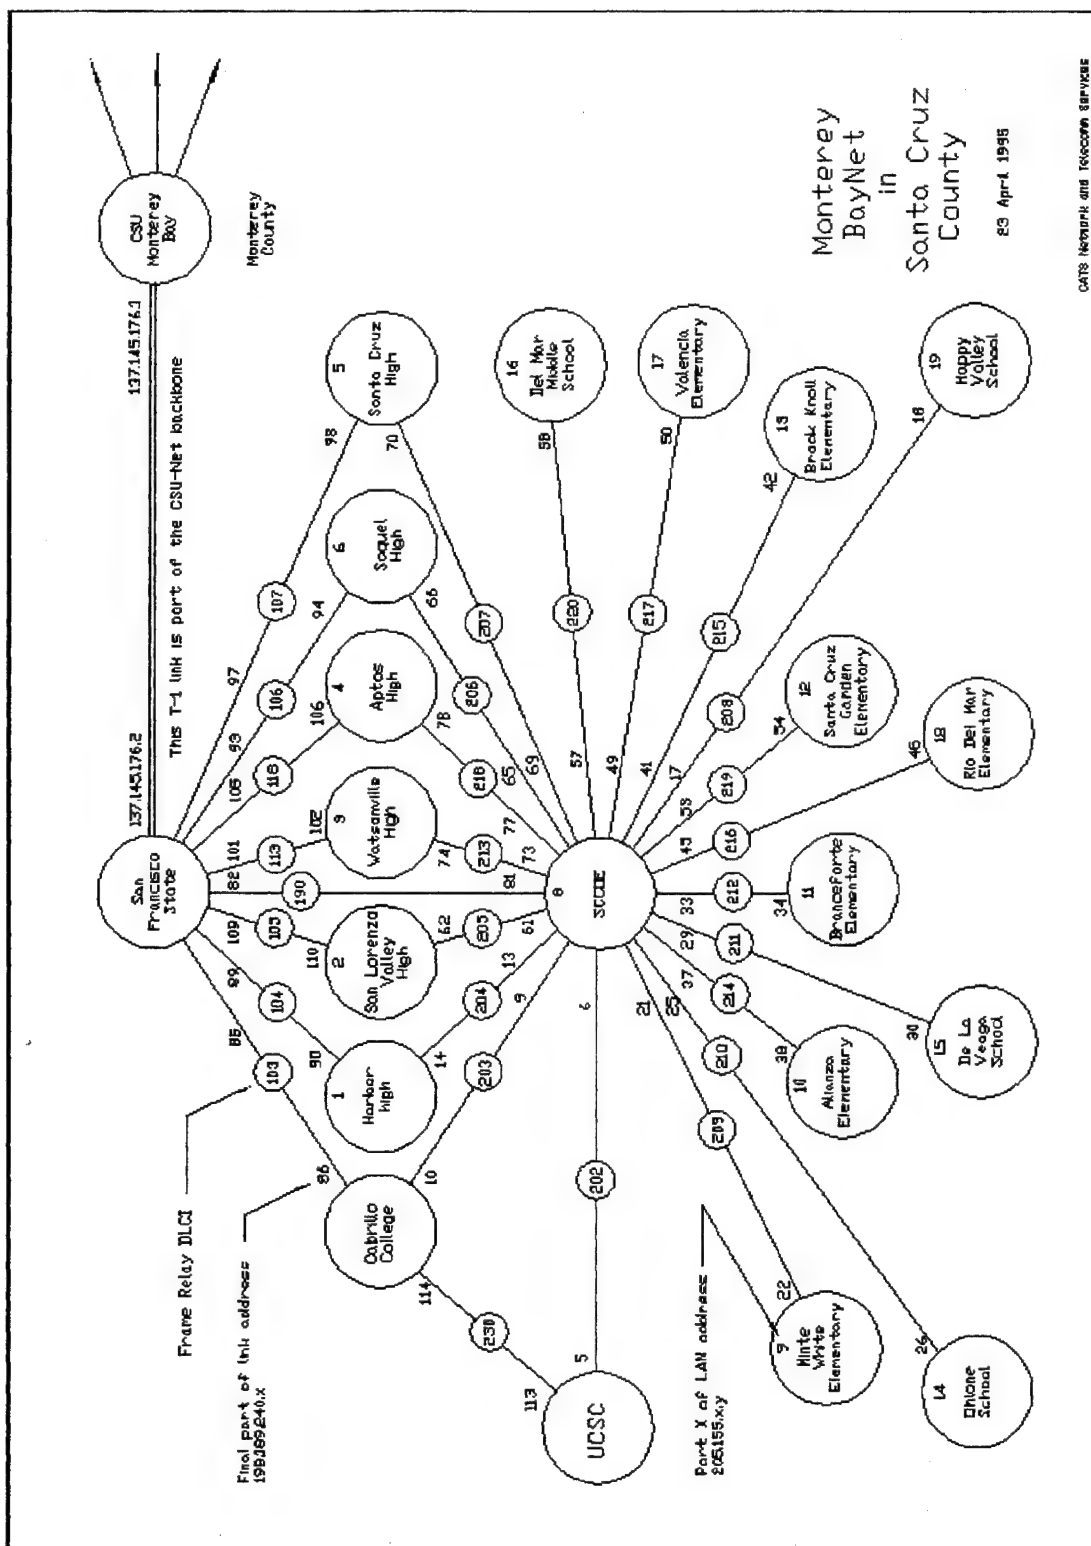 CSU
Monterey
Bay
Monterey
County
137.145.176.1
137.145.176.2
This T-1 link is part of the CSU-Net backbone
San
Francisco
State
Monterey
BayNet
in
Santa Cruz
County
23 April 1995
CATS Network and Telecomm Services
Frame Relay DLCI
Final part of link address
Part X of LAN address
205.155.x.y
97
107
98
93
106
94
105
118
106
101
113
102
82
190
81
109
105
110
89
104
90
85
103
86
5
Santa Cruz
High
70
207
69
6
Soquel
High
66
206
65
4
Aptos
High
78
218
77
3
Watsonville
High
74
213
73
2
San Lorenzo
Valley
High
62
205
61
1
Harbor
high
14
204
13
Cabrillo
College
10
203
9
114
230
113
UCSC
5
202
6
8
SCCOE
57
220
58
16
Del Mar
Middle
School
49
217
50
17
Valencia
Elementary
41
215
42
13
Brook Knoll
Elementary
17
208
18
19
Happy
Valley
School
53
219
54
12
Santa Cruz
Garden
Elementary
45
216
46
18
Rio Del Mar
Elementary
33
212
34
11
Branceforte
Elementary
29
211
30
15
De La
Veaga
School
37
214
38
10
Alianza
Elementary
25
210
26
14
Ohlone
School
21
209
22
9
Minte
White
Elementary